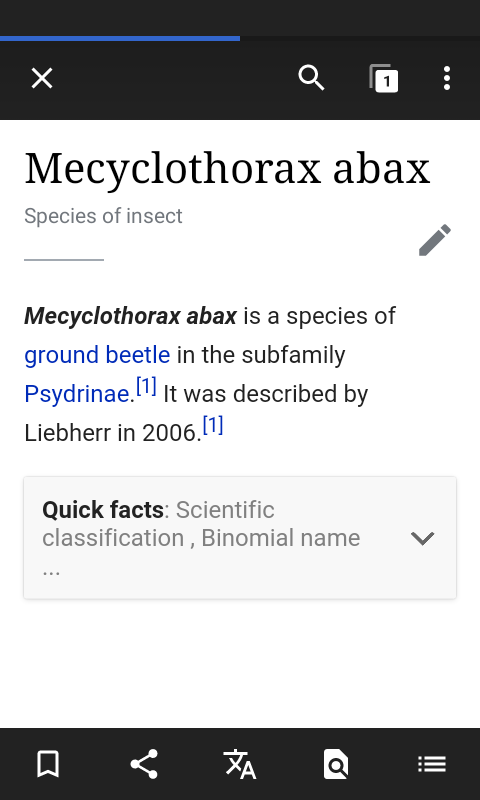 1
Mecyclothorax abax
Species of insect
Mecyclothorax abax is a species of
ground beetle in the subfamily
Psydrinae.[1] It was described by
Liebherr in 2006.[1]
Quick facts: Scientific
classification , Binomial name
...